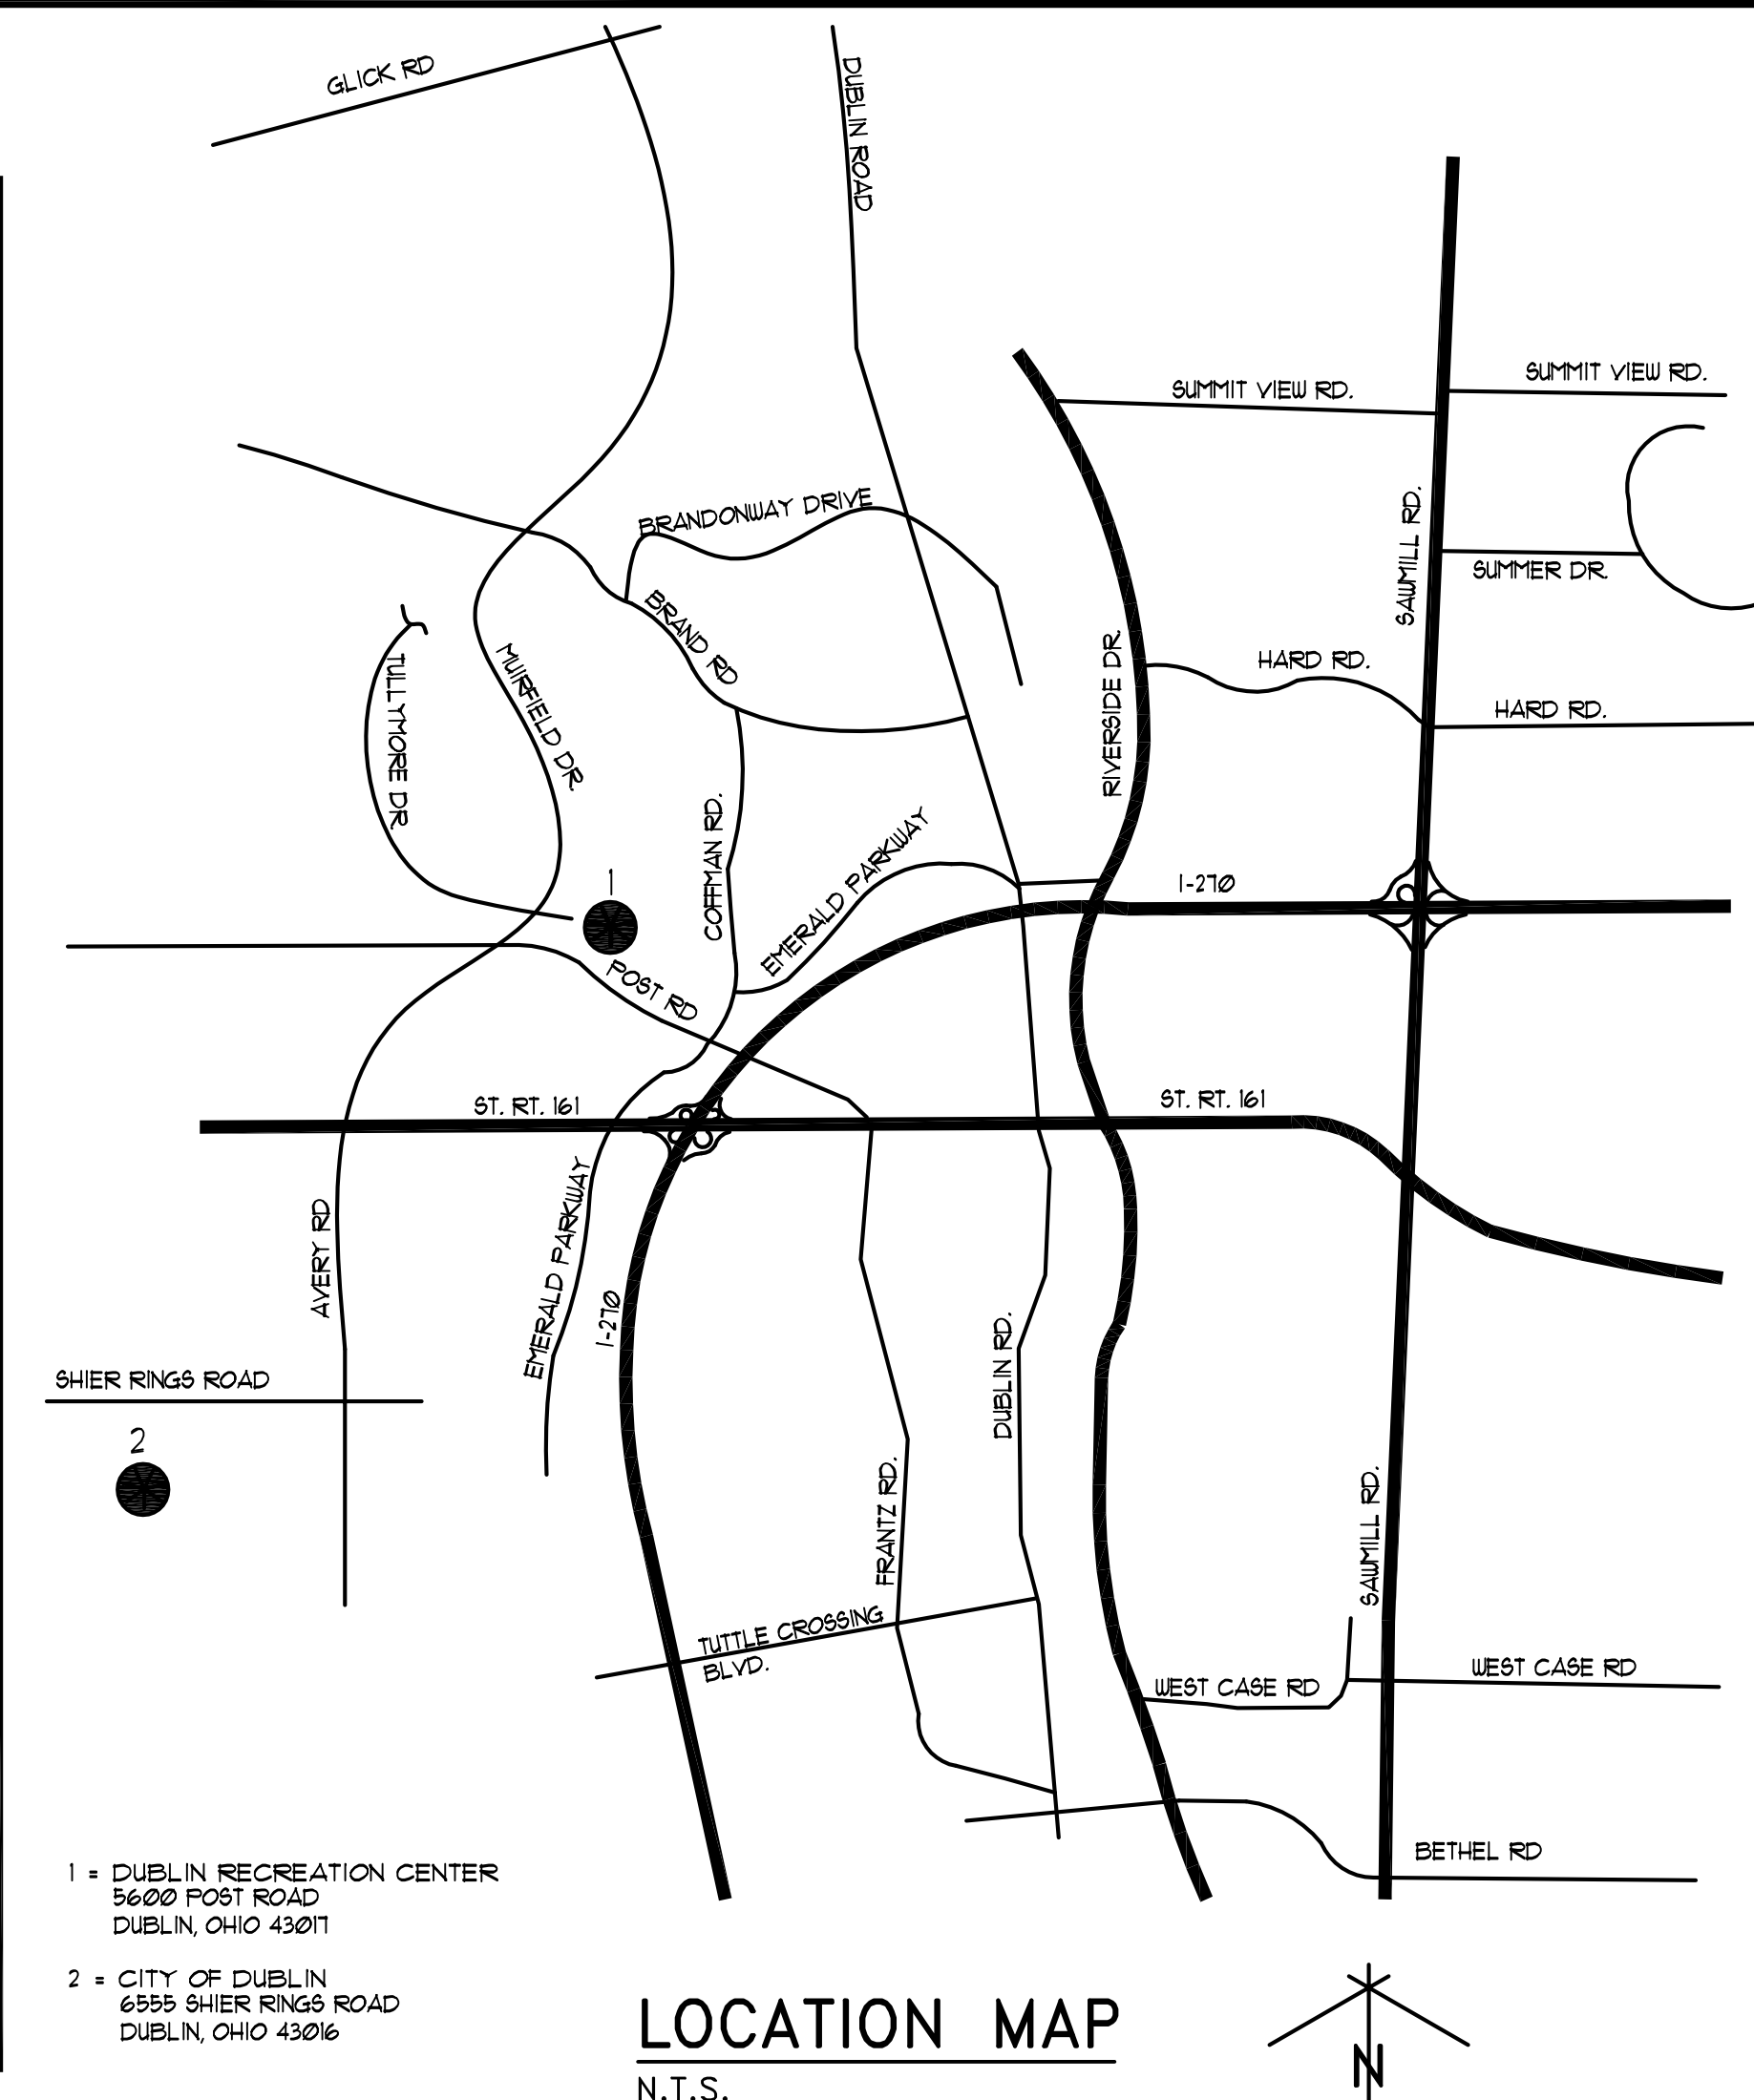 GLICK RD
DUBLIN ROAD
SUMMIT VIEW RD.
SUMMIT VIEW RD.
BRANDONWAY DRIVE
SAWMILL RD.
SUMMER DR.
BRAND RD
TULLYMORE DR.
MUIRFIELD DR.
RIVERSIDE DR.
HARD RD.
HARD RD.
COFFMAN RD.
EMERALD PARKWAY
1
I-270
POST RD
ST. RT. 161
ST. RT. 161
AVERY RD
EMERALD PARKWAY
I-270
DUBLIN RD.
SHIER RINGS ROAD
2
FRANTZ RD.
SAWMILL RD.
TUTTLE CROSSING
BLVD.
WEST CASE RD
WEST CASE RD
BETHEL RD
1 = DUBLIN RECREATION CENTER
5600 POST ROAD
DUBLIN, OHIO 43017
2 = CITY OF DUBLIN
6555 SHIER RINGS ROAD
DUBLIN, OHIO 43016
LOCATION MAP
N.T.S.
N